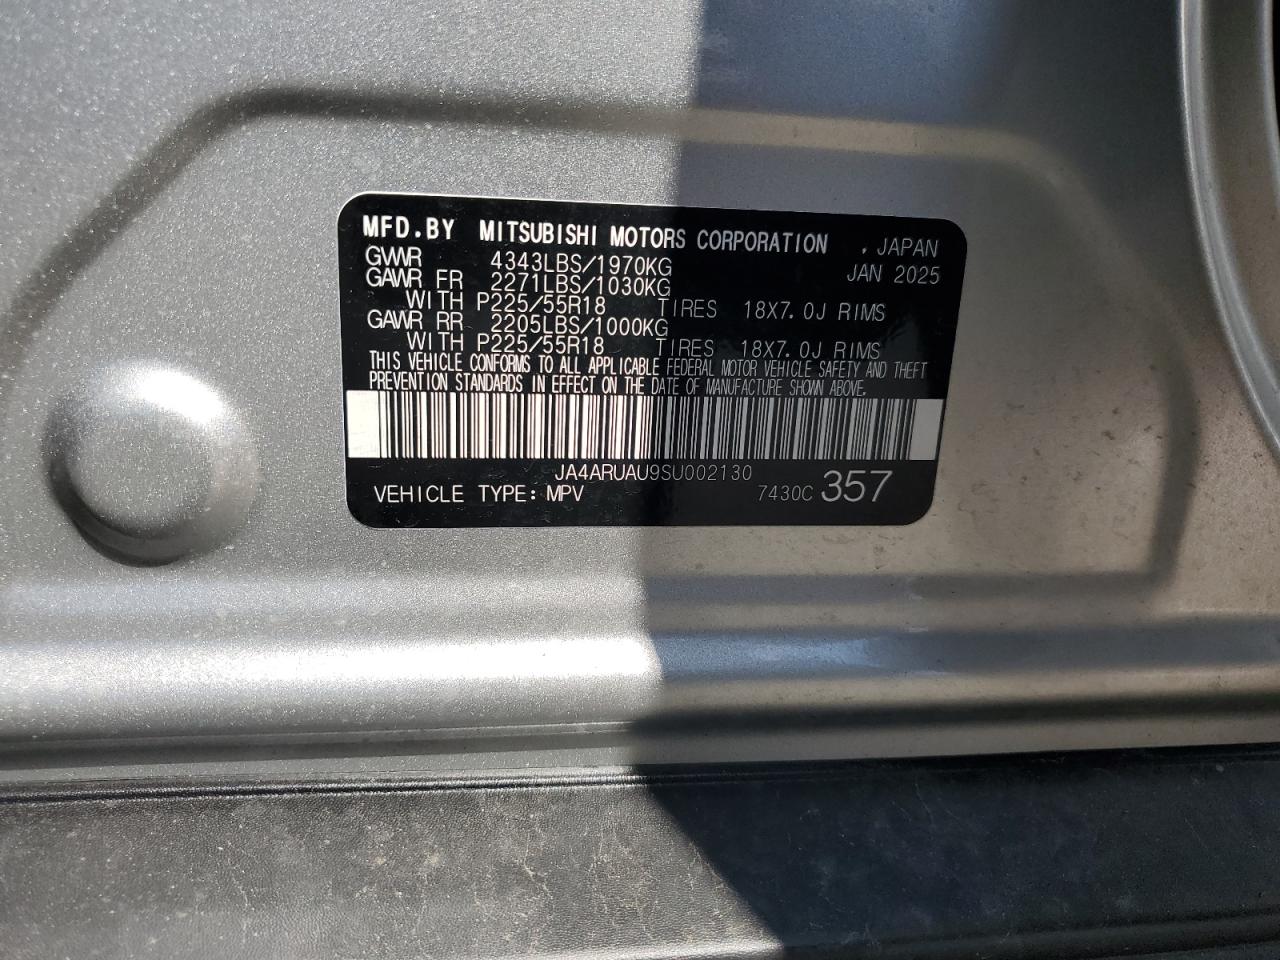 MFD.BY MITSUBISHI MOTORS CORPORATION , JAPAN
GVWR 4343LBS/1970KG JAN 2025
GAWR FR 2271LBS/1030KG
WITH P225/55R18 TIRES 18X7.0J RIMS
GAWR RR 2205LBS/1000KG
WITH P225/55R18 TIRES 18X7.0J RIMS
THIS VEHICLE CONFORMS TO ALL APPLICABLE FEDERAL MOTOR VEHICLE SAFETY AND THEFT
PREVENTION STANDARDS IN EFFECT ON THE DATE OF MANUFACTURE SHOWN ABOVE.
JA4ARUAU9SU002130
VEHICLE TYPE: MPV 7430C 357